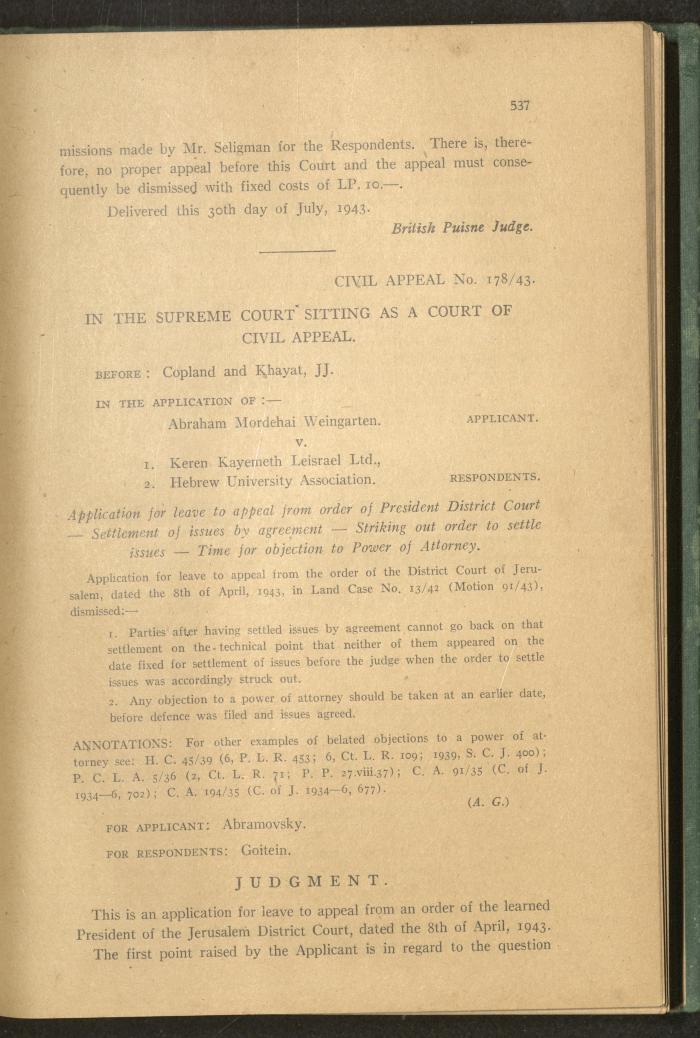 537
missions made by Mr. Seligman for the Respondents. There is, there-
fore, no proper appeal before this Court and the appeal must conse-
quently be dismissed with fixed costs of LP. 10.—.
Delivered this 30th day of July, 1943.
British Puisne Judge.
CIVIL APPEAL No. 178/43.
IN THE SUPREME COURT SITTING AS A COURT OF
CIVIL APPEAL.
BEFORE: Copland and Khayat, JJ.
IN THE APPLICATION OF:—
Abraham Mordehai Weingarten. APPLICANT.
v.
1. Keren Kayemeth Leisrael Ltd.,
2. Hebrew University Association. RESPONDENTS.
Application for leave to appeal from order of President District Court
— Settlement of issues by agreement — Striking out order to settle
issues — Time for objection to Power of Attorney.
Application for leave to appeal from the order of the District Court of Jeru-
salem, dated the 8th of April, 1943, in Land Case No. 13/42 (Motion 91/43),
dismissed:—
1. Parties after having settled issues by agreement cannot go back on that
settlement on the technical point that neither of them appeared on the
date fixed for settlement of issues before the judge when the order to settle
issues was accordingly struck out.
2. Any objection to a power of attorney should be taken at an earlier date,
before defence was filed and issues agreed.
ANNOTATIONS: For other examples of belated objections to a power of at-
torney see: H. C. 45/39 (6, P. L. R. 453; 6, Ct. L. R. 109; 1939, S. C. J. 400);
P. C. L. A. 5/36 (2, Ct. L. R. 71; P. P. 27.viii.37); C. A. 91/35 (C. of J.
1934—6, 702); C. A. 194/35 (C. of J. 1934—6, 677).
(A. G.)
FOR APPLICANT: Abramovsky.
FOR RESPONDENTS: Goitein.
JUDGMENT.
This is an application for leave to appeal from an order of the learned
President of the Jerusalem District Court, dated the 8th of April, 1943.
The first point raised by the Applicant is in regard to the question